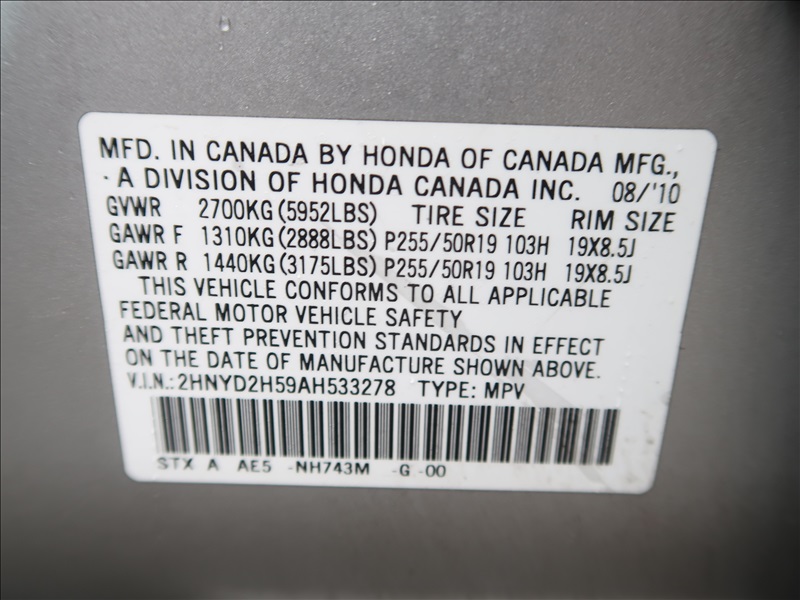 MFD. IN CANADA BY HONDA OF CANADA MFG.,
A DIVISION OF HONDA CANADA INC. 08/'10
GVWR 2700KG (5952LBS) TIRE SIZE RIM SIZE
GAWR F 1310KG (2888LBS) P255/50R19 103H 19X8.5J
GAWR R 1440KG (3175LBS) P255/50R19 103H 19X8.5J
THIS VEHICLE CONFORMS TO ALL APPLICABLE
FEDERAL MOTOR VEHICLE SAFETY
AND THEFT PREVENTION STANDARDS IN EFFECT
ON THE DATE OF MANUFACTURE SHOWN ABOVE.
V.I.N.: 2HNYD2H59AH533278 TYPE: MPV
STX A AE5 -NH743M -G -00